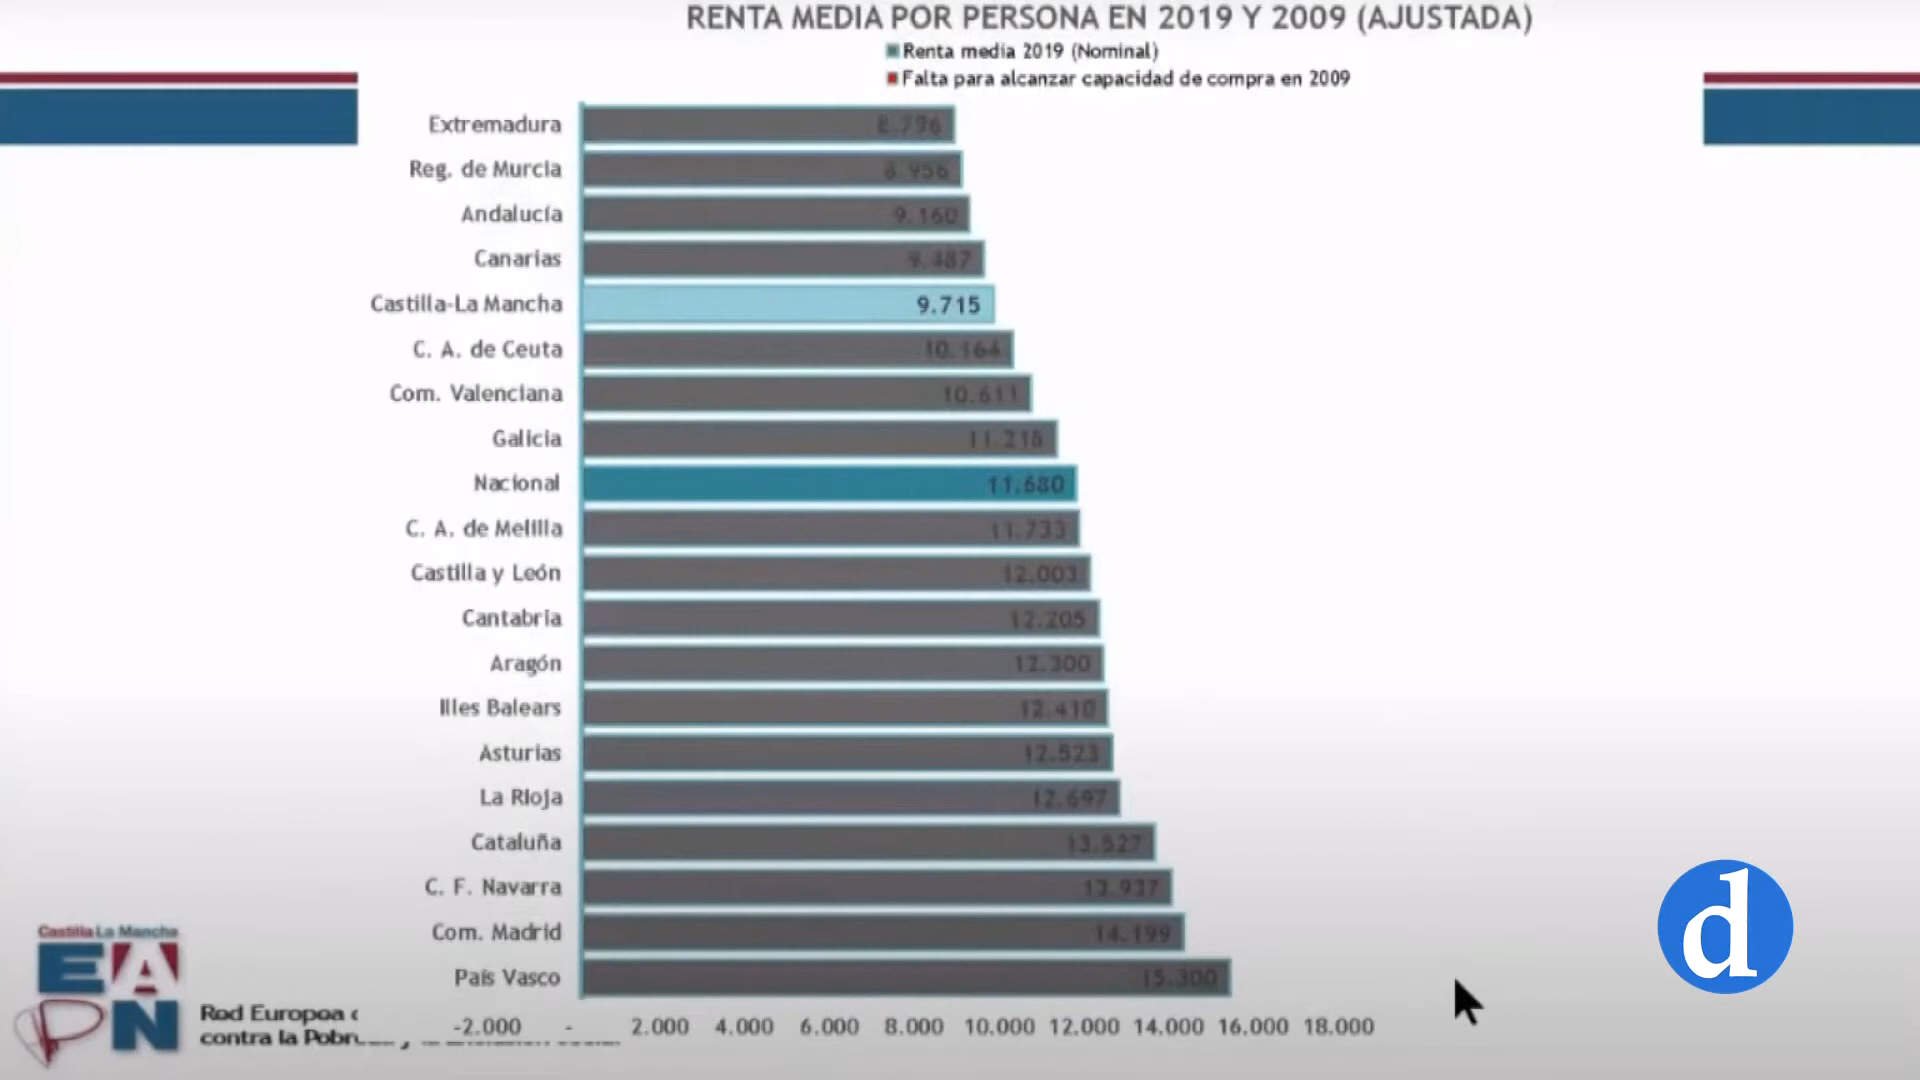 RENTA MEDIA POR PERSONA EN 2019 Y 2009 (AJUSTADA)
Renta media 2019 (Nominal)
Falta para alcanzar capacidad de compra en 2009
Extremadura 8.796
Reg. de Murcia 8.956
Andalucía 9.160
Canarias 9.487
Castilla-La Mancha 9.715
C. A. de Ceuta 10.164
Com. Valenciana 10.611
Galicia 11.218
Nacional 11.680
C. A. de Melilla 11.733
Castilla y León 12.003
Cantabria 12.205
Aragón 12.300
Illes Balears 12.410
Asturias 12.523
La Rioja 12.697
Cataluña 13.527
C. F. Navarra 13.937
Com. Madrid 14.199
País Vasco 15.300
-2.000 - 2.000 4.000 6.000 8.000 10.000 12.000 14.000 16.000 18.000
Castilla La Mancha
EAPN
Red Europea
contra la
d